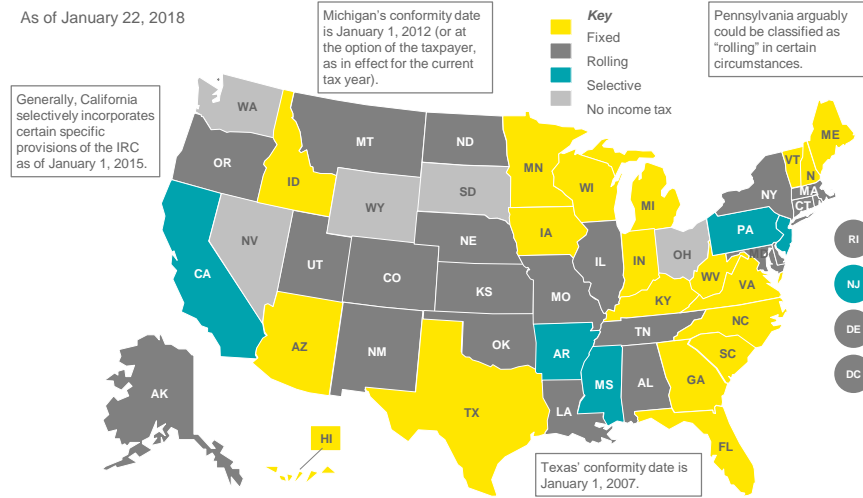 As of January 22, 2018
Michigan's conformity date
is January 1, 2012 (or at
the option of the taxpayer,
as in effect for the current
tax year).
Key
Fixed
Rolling
Selective
No income tax
Pennsylvania arguably
could be classified as
"rolling" in certain
circumstances.
Generally, California
selectively incorporates
certain specific
provisions of the IRC
as of January 1, 2015.
WA
MT
ND
MN
ME
VT
N
OR
ID
SD
WI
MI
NY
MA
CT
WY
IA
PA
NE
OH
MD
RI
NV
UT
CO
IL
IN
WV
VA
CA
KS
MO
KY
NJ
NC
TN
AZ
NM
OK
AR
SC
DE
MS
AL
GA
DC
AK
TX
LA
HI
FL
Texas' conformity date is
January 1, 2007.